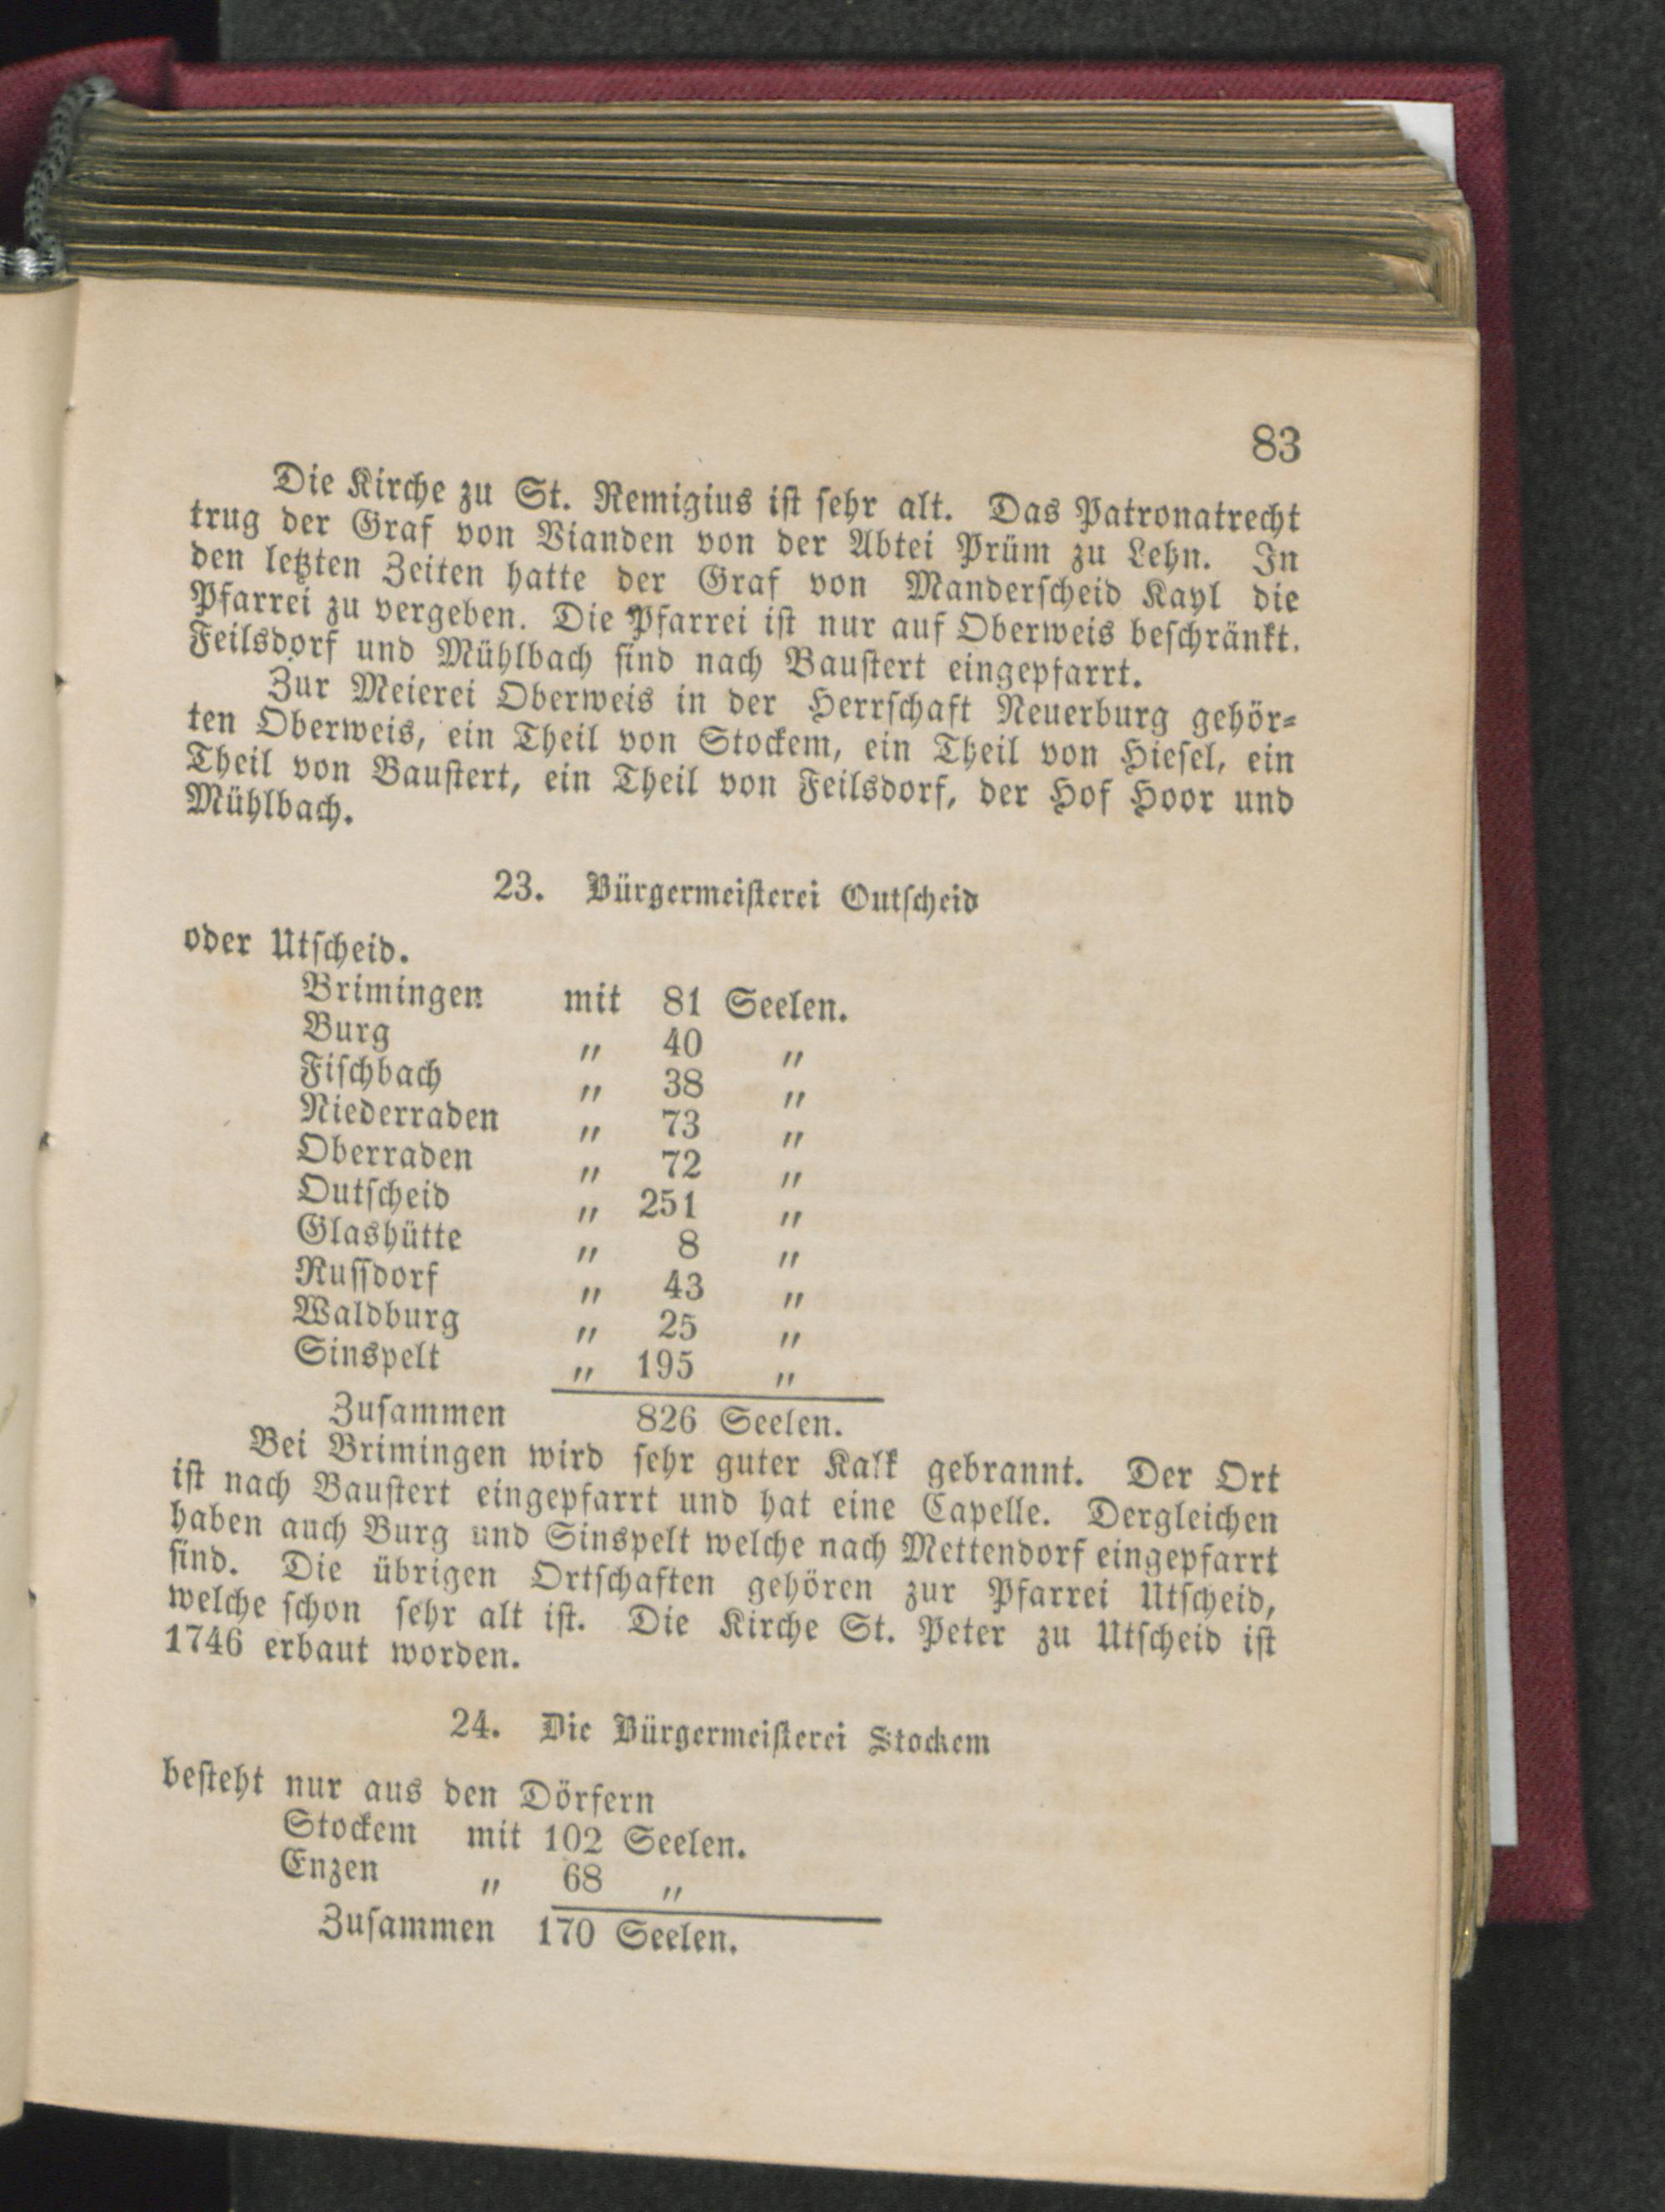 83
Die Kirche zu St. Remigius ist sehr alt. Das Patronatrecht
trug der Graf von Vianden von der Abtei Prüm zu Lehn. In
den letzten Zeiten hatte der Graf von Manderscheid Kayl die
Pfarrei zu vergeben. Die Pfarrei ist nur auf Oberweis beschränkt.
Feilsdorf und Mühlbach sind nach Baustert eingepfarrt.
Zur Meierei Oberweis in der Herrschaft Neuerburg gehör-
ten Oberweis, ein Theil von Stockem, ein Theil von Hiesel, ein
Theil von Baustert, ein Theil von Feilsdorf, der Hof Hoor und
Mühlbach.
23. Bürgermeisterei Outscheid
oder Utscheid.
Brimingen mit 81 Seelen.
Burg " 40 "
Fischbach " 38 "
Niederraden " 73 "
Oberraden " 72 "
Outscheid " 251 "
Glashütte " 8 "
Russdorf " 43 "
Waldburg " 25 "
Sinspelt " 195 "
Zusammen 826 Seelen.
Bei Brimingen wird sehr guter Kalk gebrannt. Der Ort
ist nach Baustert eingepfarrt und hat eine Capelle. Dergleichen
haben auch Burg und Sinspelt welche nach Mettendorf eingepfarrt
sind. Die übrigen Ortschaften gehören zur Pfarrei Utscheid,
welche schon sehr alt ist. Die Kirche St. Peter zu Utscheid ist
1746 erbaut worden.
24. Die Bürgermeisterei Stockem
besteht nur aus den Dörfern
Stockem mit 102 Seelen.
Enzen " 68 "
Zusammen 170 Seelen.